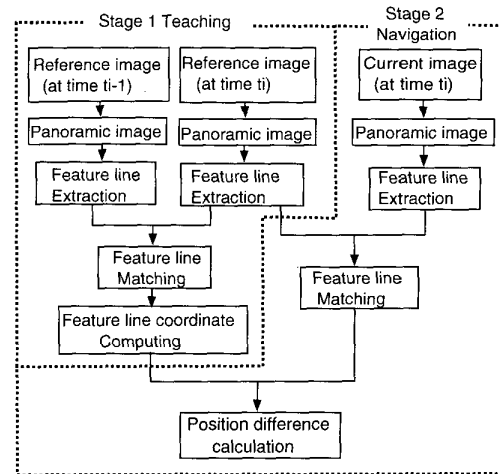 Stage 1 Teaching
Stage 2
Navigation
Reference image
(at time ti-1)
Reference image
(at time ti)
Current image
(at time ti)
Panoramic image
Panoramic image
Panoramic image
Feature line
Extraction
Feature line
Extraction
Feature line
Extraction
Feature line
Matching
Feature line
Matching
Feature line coordinate
Computing
Position difference
calculation